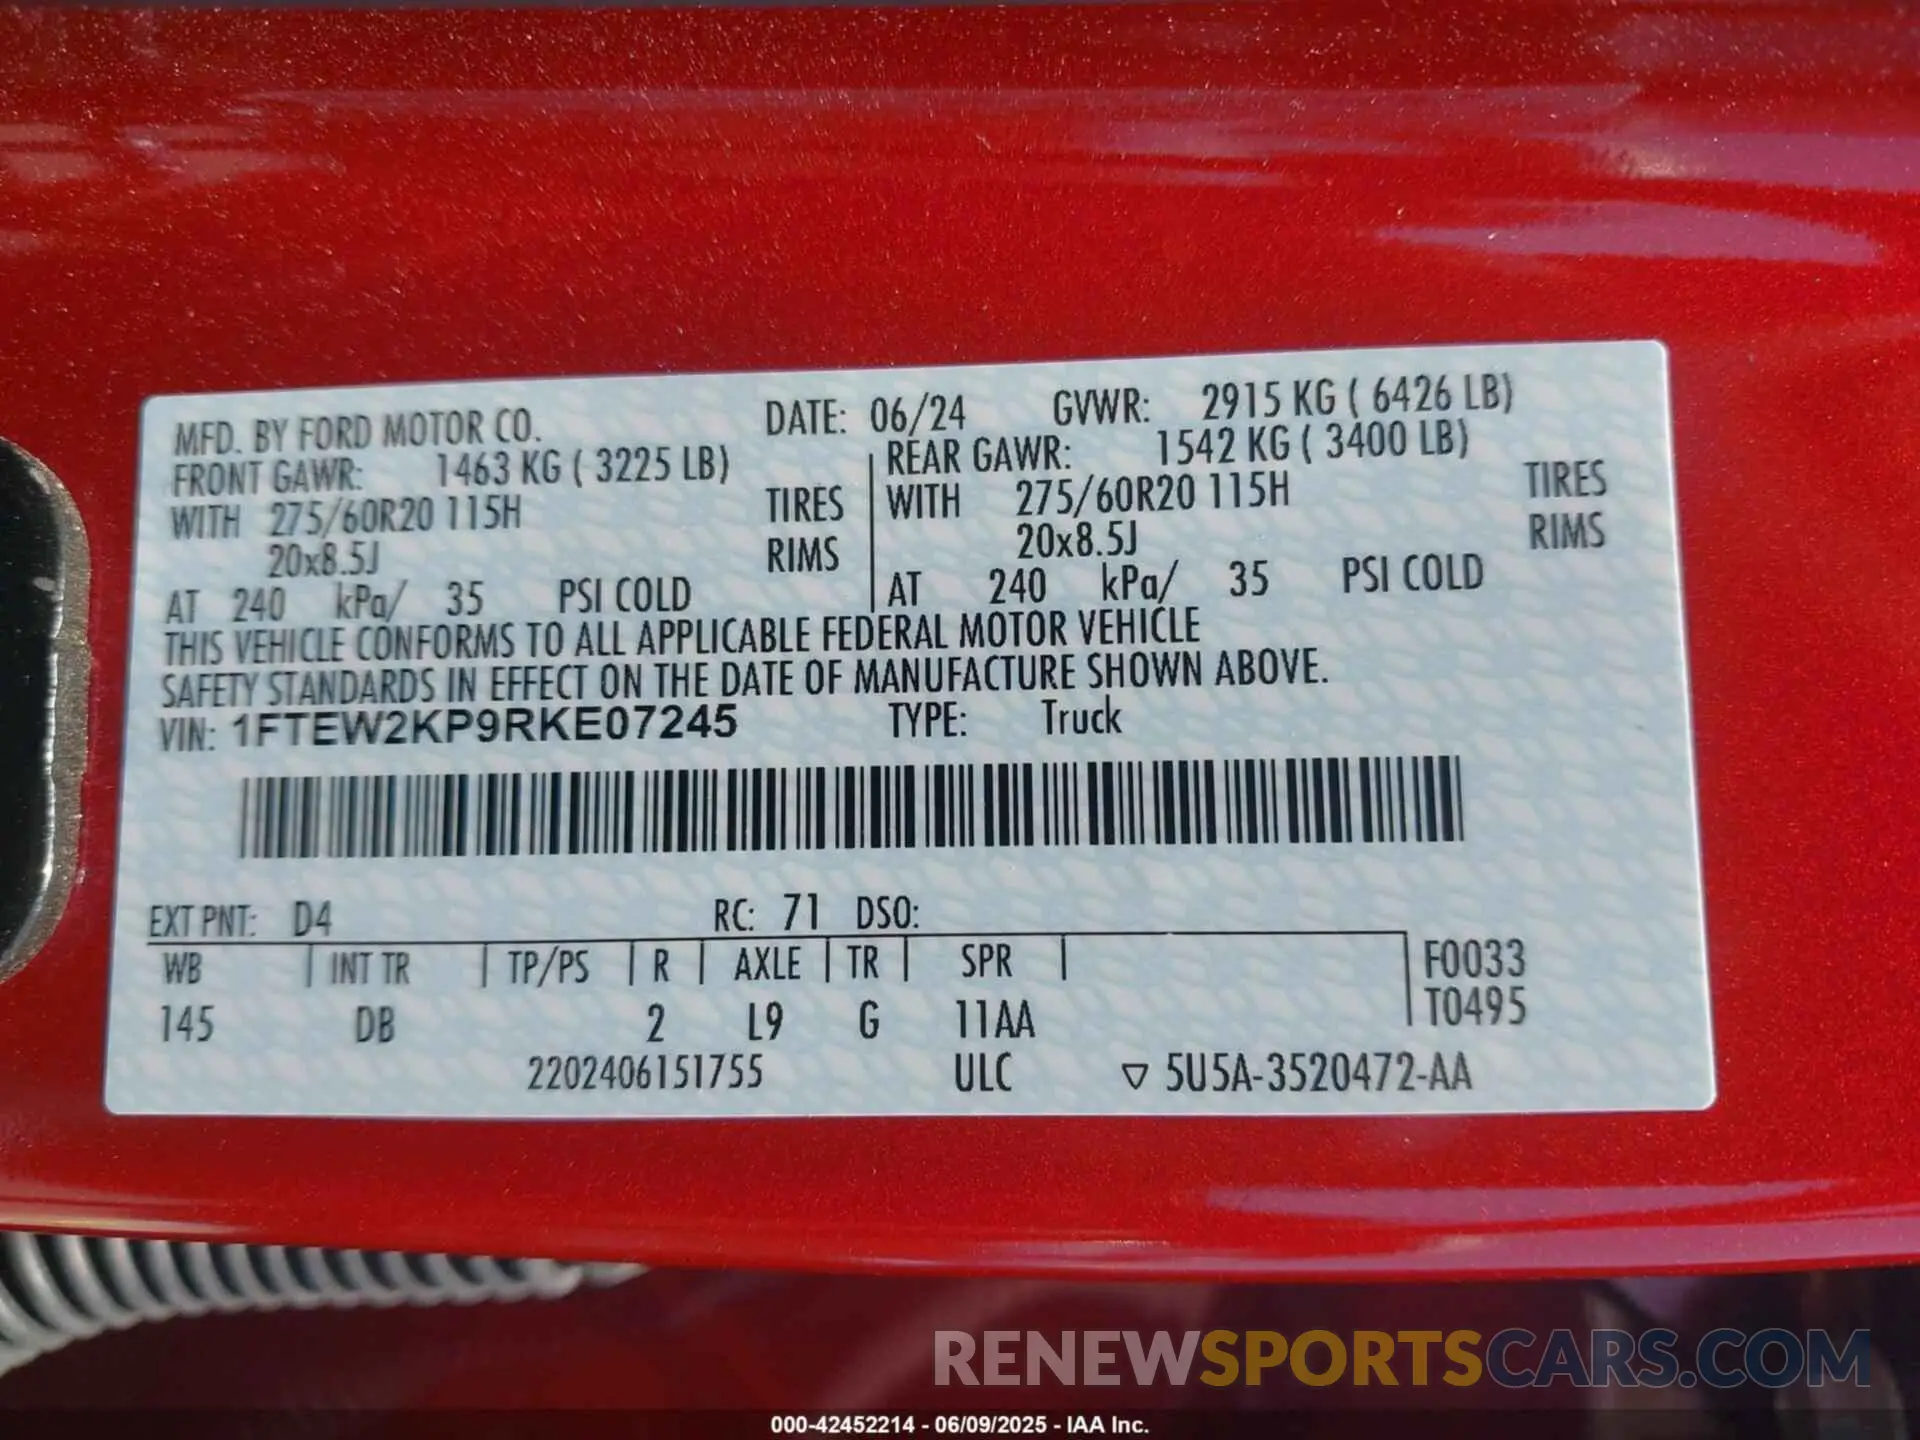 MFD. BY FORD MOTOR CO. DATE: 06/24 GVWR: 2915 KG ( 6426 LB)
FRONT GAWR: 1463 KG ( 3225 LB) REAR GAWR: 1542 KG ( 3400 LB)
WITH 275/60R20 115H TIRES WITH 275/60R20 115H TIRES
20x8.5J RIMS 20x8.5J RIMS
AT 240 kPa/ 35 PSI COLD AT 240 kPa/ 35 PSI COLD
THIS VEHICLE CONFORMS TO ALL APPLICABLE FEDERAL MOTOR VEHICLE
SAFETY STANDARDS IN EFFECT ON THE DATE OF MANUFACTURE SHOWN ABOVE.
VIN: 1FTEW2KP9RKE07245 TYPE: Truck
EXT PNT: D4 RC: 71 DSO:
WB INT TR TP/PS R AXLE TR SPR F0033
145 DB 2 L9 G 11AA T0495
2202406151755 ULC ▽ 5U5A-3520472-AA
RENEWSPORTSCARS.COM
000-42452214 - 06/09/2025 - IAA Inc.